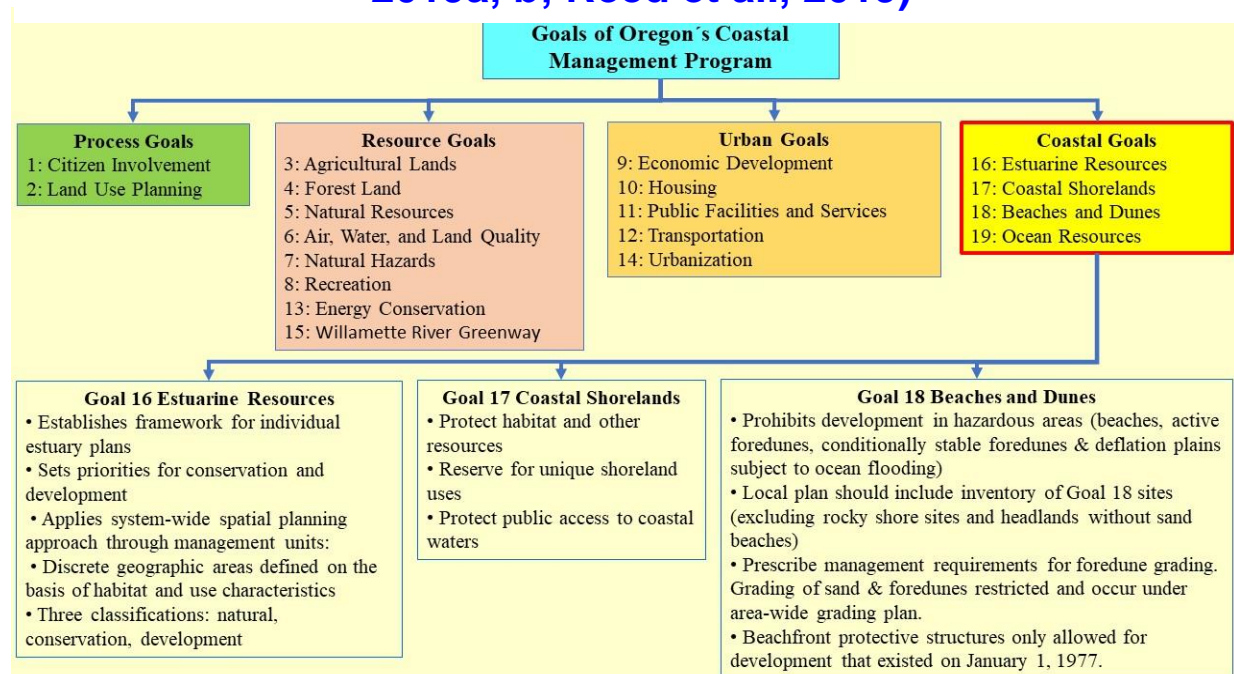 Goals of Oregon´s Coastal
Management Program
Process Goals
1: Citizen Involvement
2: Land Use Planning
Resource Goals
3: Agricultural Lands
4: Forest Land
5: Natural Resources
6: Air, Water, and Land Quality
7: Natural Hazards
8: Recreation
13: Energy Conservation
15: Willamette River Greenway
Urban Goals
9: Economic Development
10: Housing
11: Public Facilities and Services
12: Transportation
14: Urbanization
Coastal Goals
16: Estuarine Resources
17: Coastal Shorelands
18: Beaches and Dunes
19: Ocean Resources
Goal 16 Estuarine Resources
• Establishes framework for individual
estuary plans
• Sets priorities for conservation and
development
• Applies system-wide spatial planning
approach through management units:
• Discrete geographic areas defined on the
basis of habitat and use characteristics
• Three classifications: natural,
conservation, development
Goal 17 Coastal Shorelands
• Protect habitat and other
resources
• Reserve for unique shoreland
uses
• Protect public access to coastal
waters
Goal 18 Beaches and Dunes
• Prohibits development in hazardous areas (beaches, active
foredunes, conditionally stable foredunes & deflation plains
subject to ocean flooding)
• Local plan should include inventory of Goal 18 sites
(excluding rocky shore sites and headlands without sand
beaches)
• Prescribe management requirements for foredune grading.
Grading of sand & foredunes restricted and occur under
area-wide grading plan.
• Beachfront protective structures only allowed for
development that existed on January 1, 1977.